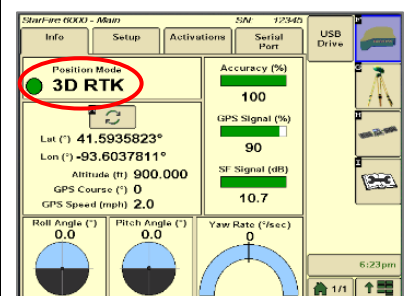 StarFire 6000 - Main SN: 12345
Info
Setup
Activations
Serial Port
USB Drive
Position Mode
3D RTK
Lat (°) 41.5935823°
Lon (°) -93.6037811°
Altitude (ft) 900.000
GPS Course (°) 0
GPS Speed (mph) 2.0
Accuracy (%)
100
GPS Signal (%)
90
SF Signal (dB)
10.7
Roll Angle (°)
0.0
Pitch Angle (°)
0.0
Yaw Rate (°/sec)
0
6:23pm
1/1